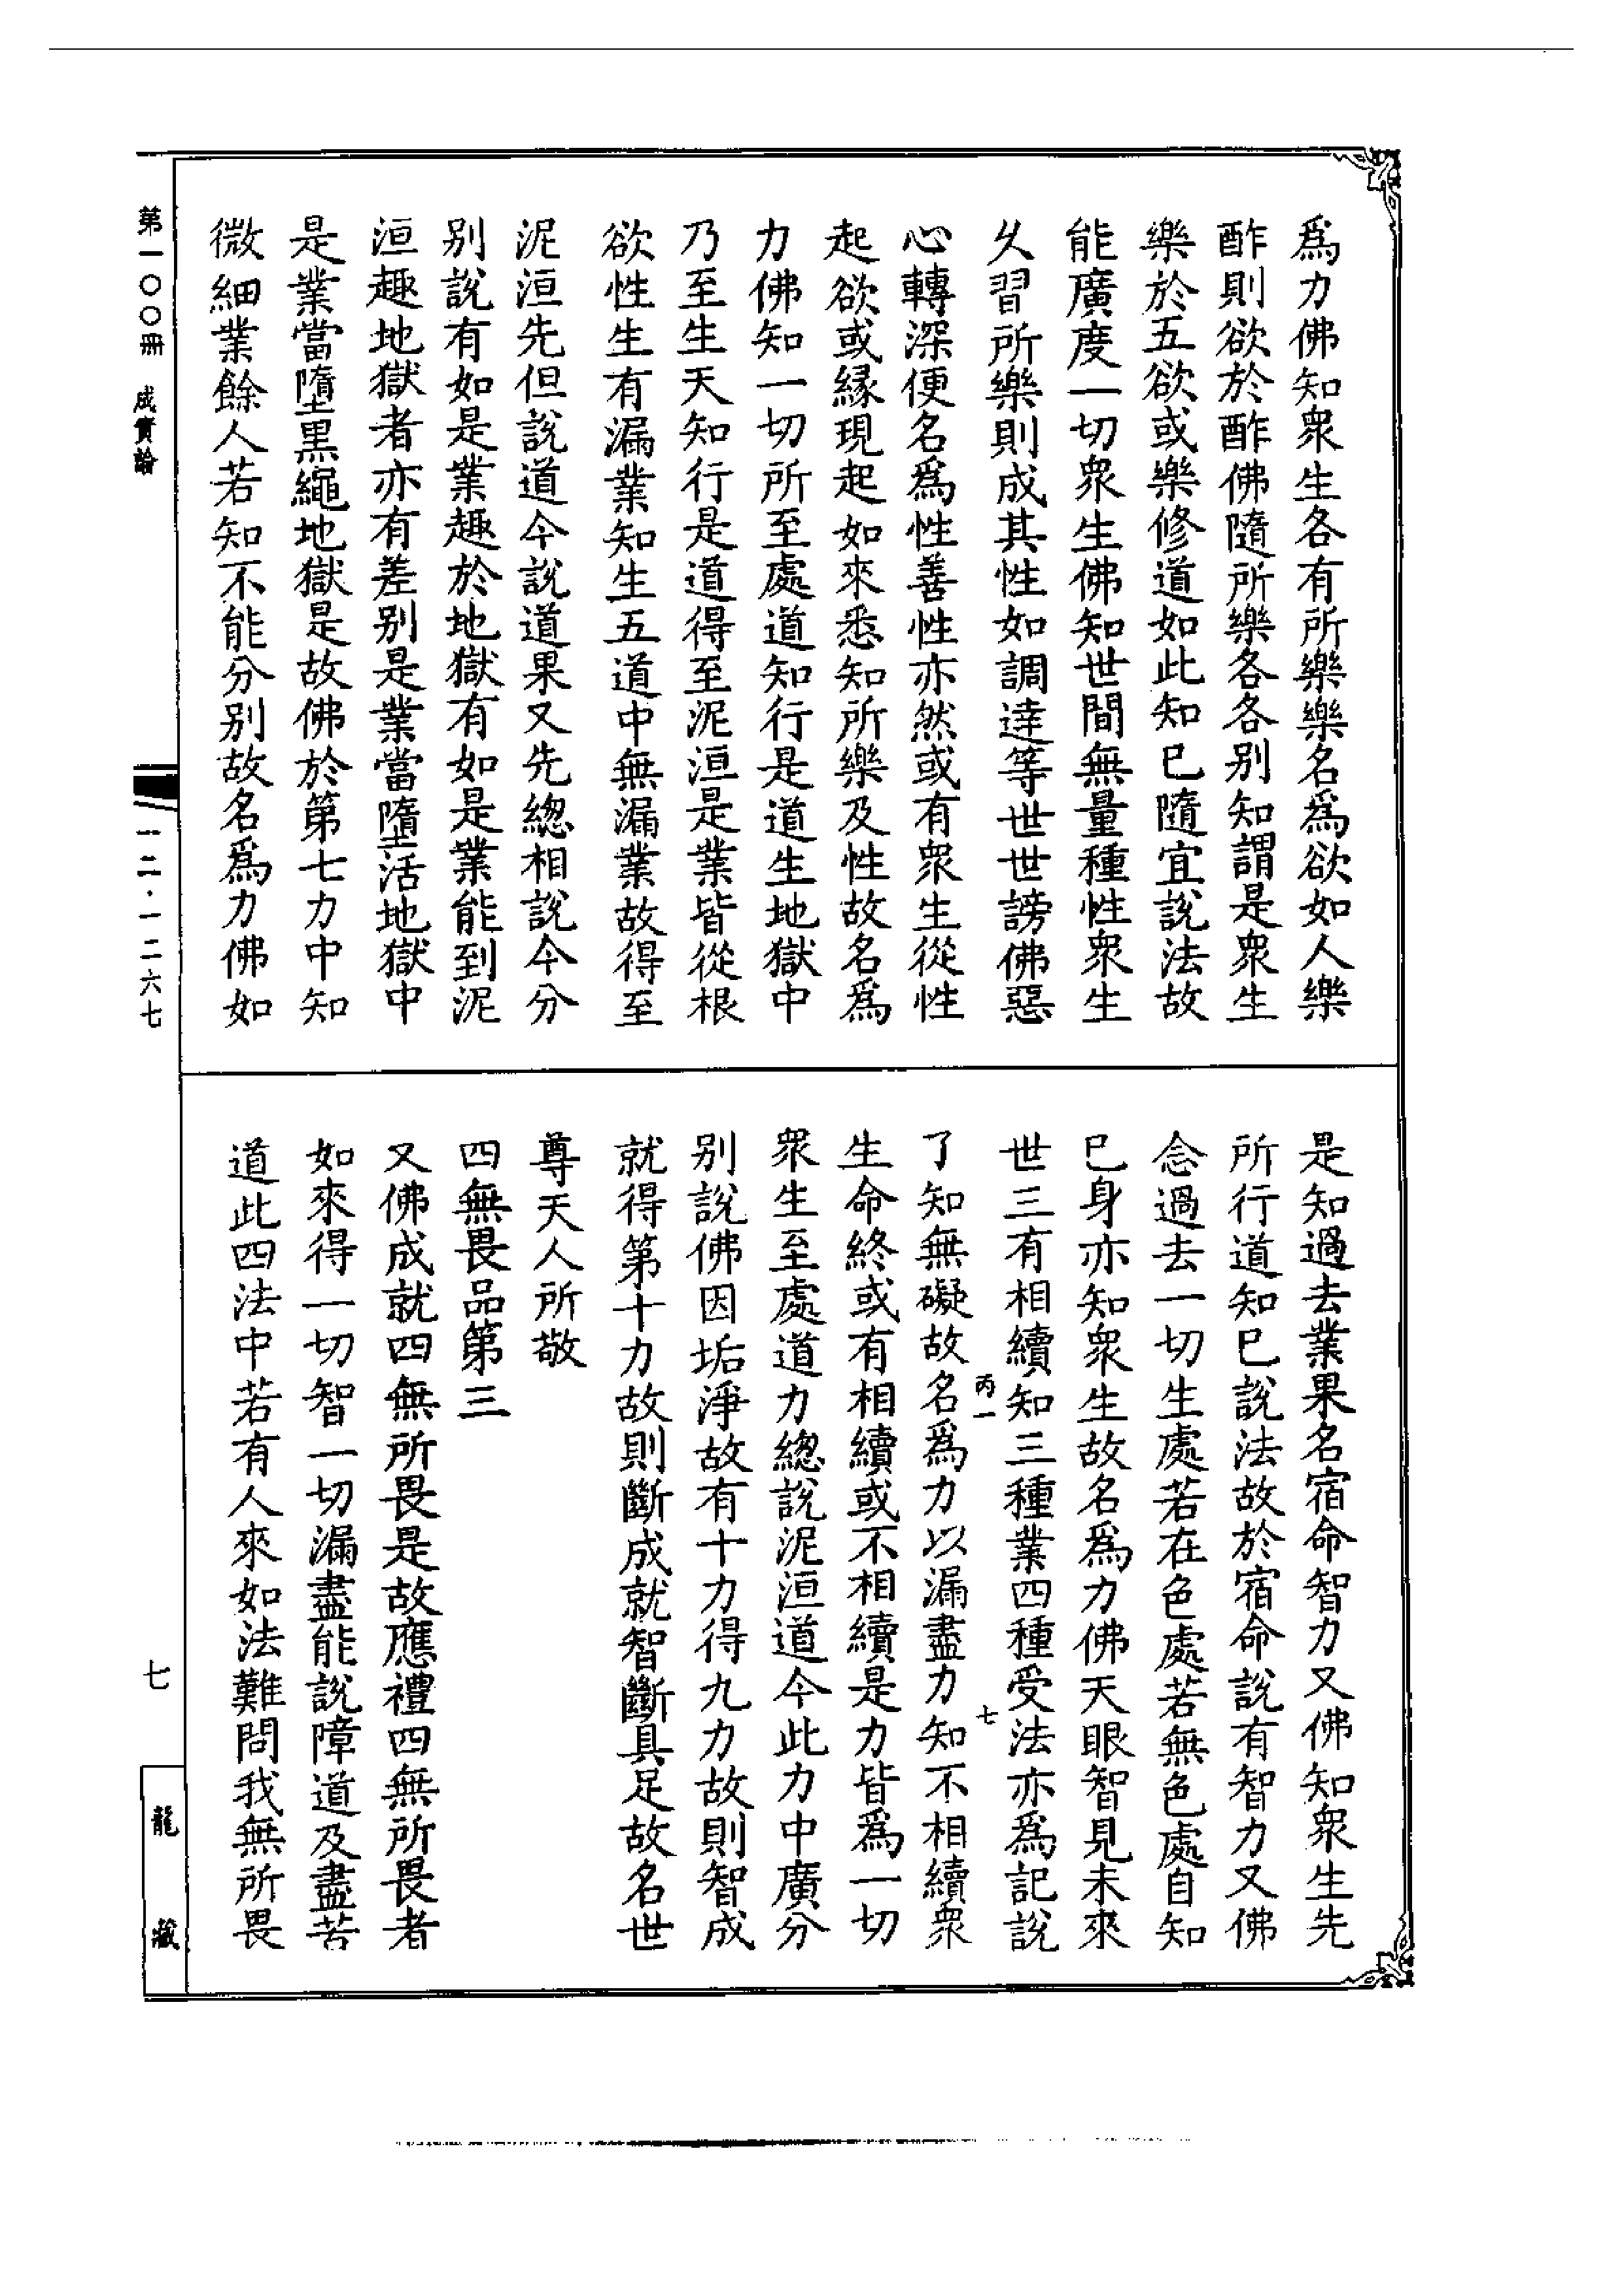 為力佛知衆生各有所樂樂名為欲如人樂
酢則欲於酢佛隨所樂各各別知謂是衆生
樂於五欲或樂修道如此知已隨宜說法故
能廣度一切衆生佛知世間無量種性衆生
久習所樂則成其性如調達等世世謗佛惡
心轉深便名為性善性亦然或有衆生從性
起欲或緣現起如來悉知所樂及性故名為
力佛知一切所至處道知行是道生地獄中
乃至生天知行是道得至泥洹是業皆從根
欲性生有漏業知生五道中無漏業故得至
泥洹先但說道今說道果又先總相說今分
別說有如是業趣於地獄有如是業能到泥
洹趣地獄者亦有差別是業當墮活地獄中
是業當墮黑繩地獄是故佛於第七力中知
微細業餘人若知不能分別故名為力佛如
是知過去業果名宿命智力又佛知衆生先
所行道知已說法故於宿命說有智力又佛
念過去一切生處若在色處若無色處自知
已身亦知衆生故名為力佛天眼智見未來
世三有相續知三種業四種受法亦為記說
丙一
七
了知無礙故名為力以漏盡力知不相續衆
生命終或有相續或不相續是力皆為一切
衆生至處道力總說泥洹道今此力中廣分
別說佛因垢淨故有十力得九力故則智成
就得第十力故則斷成就智斷具足故名世
尊天人所敬
四無畏品第三
又佛成就四無所畏是故應禮四無所畏者
如來得一切智一切漏盡能說障道及盡苦
道此四法中若有人來如法難問我無所畏
第一〇〇冊　成實論
一二·一二六七
七
龍藏